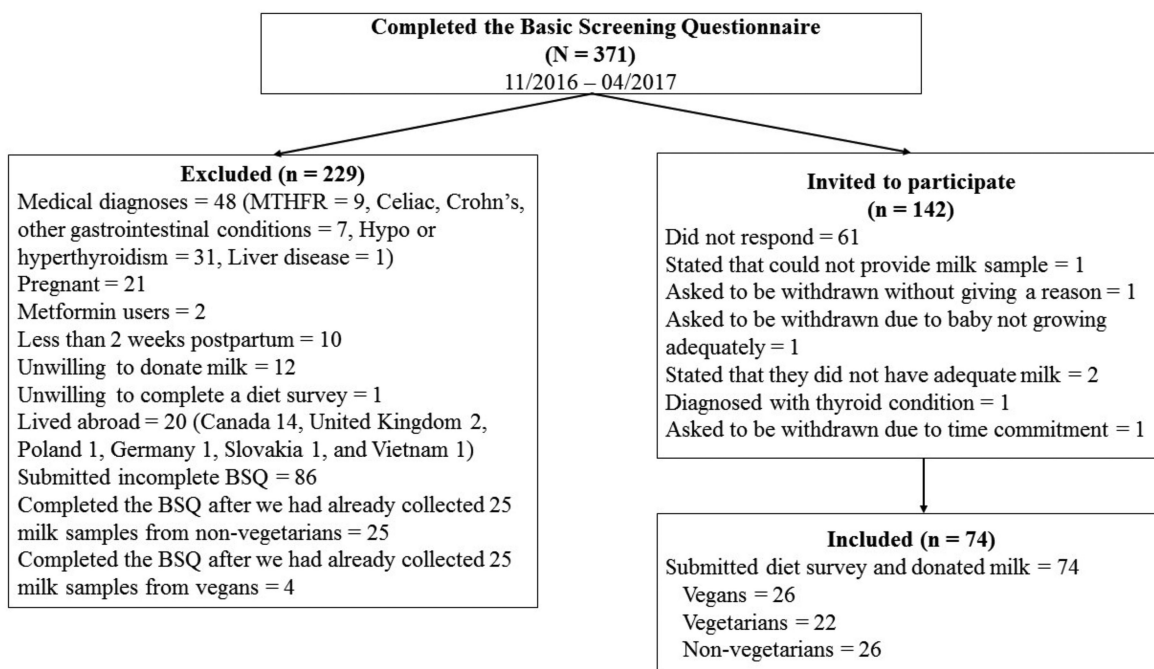 Completed the Basic Screening Questionnaire
(N = 371)
11/2016 – 04/2017
Excluded (n = 229)
Medical diagnoses = 48 (MTHFR = 9, Celiac, Crohn's,
other gastrointestinal conditions = 7, Hypo or
hyperthyroidism = 31, Liver disease = 1)
Pregnant = 21
Metformin users = 2
Less than 2 weeks postpartum = 10
Unwilling to donate milk = 12
Unwilling to complete a diet survey = 1
Lived abroad = 20 (Canada 14, United Kingdom 2,
Poland 1, Germany 1, Slovakia 1, and Vietnam 1)
Submitted incomplete BSQ = 86
Completed the BSQ after we had already collected 25
milk samples from non-vegetarians = 25
Completed the BSQ after we had already collected 25
milk samples from vegans = 4
Invited to participate
(n = 142)
Did not respond = 61
Stated that could not provide milk sample = 1
Asked to be withdrawn without giving a reason = 1
Asked to be withdrawn due to baby not growing
adequately = 1
Stated that they did not have adequate milk = 2
Diagnosed with thyroid condition = 1
Asked to be withdrawn due to time commitment = 1
Included (n = 74)
Submitted diet survey and donated milk = 74
Vegans = 26
Vegetarians = 22
Non-vegetarians = 26